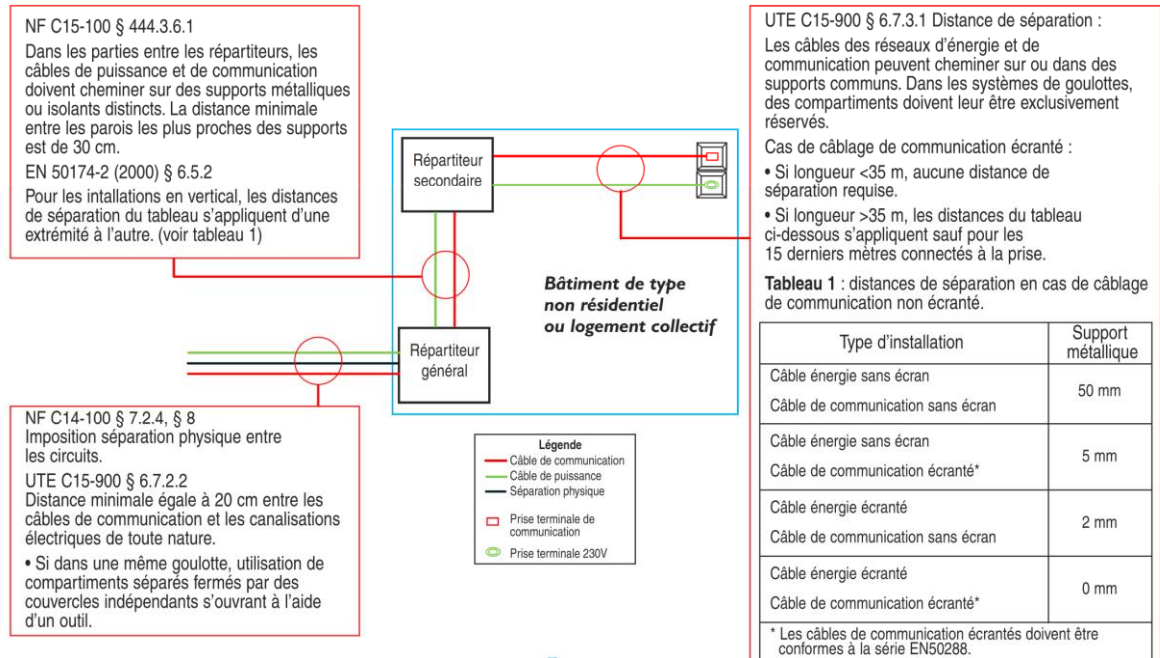 NF C15-100 § 444.3.6.1
Dans les parties entre les répartiteurs, les
câbles de puissance et de communication
doivent cheminer sur des supports métalliques
ou isolants distincts. La distance minimale
entre les parois les plus proches des supports
est de 30 cm.
EN 50174-2 (2000) § 6.5.2
Pour les intallations en vertical, les distances
de séparation du tableau s'appliquent d'une
extrémité à l'autre. (voir tableau 1)
NF C14-100 § 7.2.4, § 8
Imposition séparation physique entre
les circuits.
UTE C15-900 § 6.7.2.2
Distance minimale égale à 20 cm entre les
câbles de communication et les canalisations
électriques de toute nature.
• Si dans une même goulotte, utilisation de
compartiments séparés fermés par des
couvercles indépendants s'ouvrant à l'aide
d'un outil.
Répartiteur
secondaire
Bâtiment de type
non résidentiel
ou logement collectif
Répartiteur
général
Légende
Câble de communication
Câble de puissance
Séparation physique
Prise terminale de
communication
Prise terminale 230V
UTE C15-900 § 6.7.3.1 Distance de séparation :
Les câbles des réseaux d'énergie et de
communication peuvent cheminer sur ou dans des
supports communs. Dans les systèmes de goulottes,
des compartiments doivent leur être exclusivement
réservés.
Cas de câblage de communication écranté :
• Si longueur <35 m, aucune distance de
séparation requise.
• Si longueur >35 m, les distances du tableau
ci-dessous s'appliquent sauf pour les
15 derniers mètres connectés à la prise.
Tableau 1 : distances de séparation en cas de câblage
de communication non écranté.
Type d'installation
Support
métallique
Câble énergie sans écran
Câble de communication sans écran
50 mm
Câble énergie sans écran
Câble de communication écranté*
5 mm
Câble énergie écranté
Câble de communication sans écran
2 mm
Câble énergie écranté
Câble de communication écranté*
0 mm
* Les câbles de communication écrantés doivent être
conformes à la série EN50288.